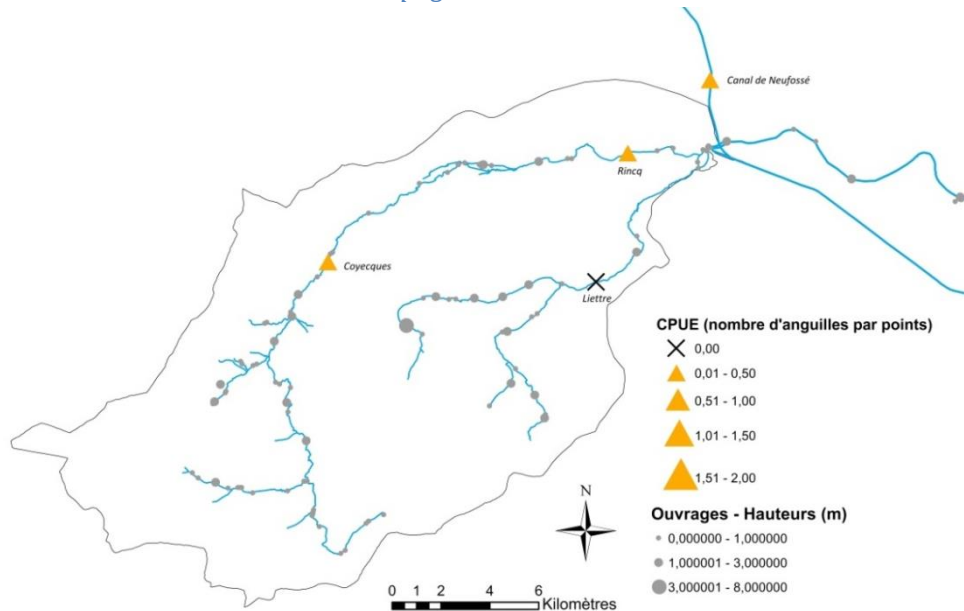 Canal de Neufossé
Rincq
Coyecques
Liettre
CPUE (nombre d'anguilles par points)
0,00
0,01 - 0,50
0,51 - 1,00
1,01 - 1,50
1,51 - 2,00
N
Ouvrages - Hauteurs (m)
0,000000 - 1,000000
1,000001 - 3,000000
3,000001 - 8,000000
0 1 2 4 6
Kilomètres